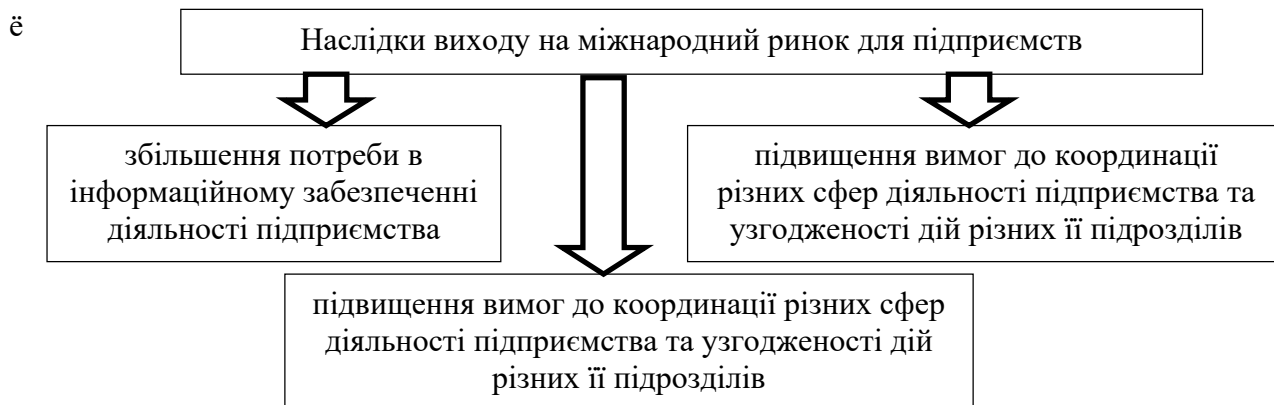 ё
Наслідки виходу на міжнародний ринок для підприємств
збільшення потреби в
інформаційному забезпеченні
діяльності підприємства
підвищення вимог до координації
різних сфер діяльності підприємства та
узгодженості дій різних її підрозділів
підвищення вимог до координації різних сфер
діяльності підприємства та узгодженості дій
різних її підрозділів